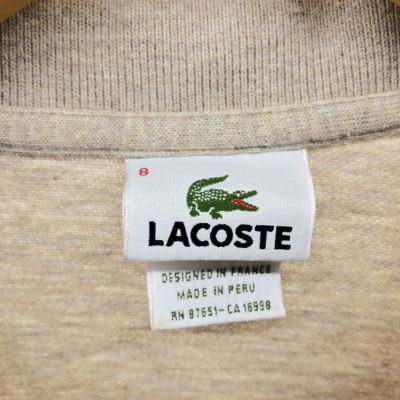 8
LACOSTE
DESIGNED IN FRANCE
MADE IN PERU
RN 87651-CA 16998